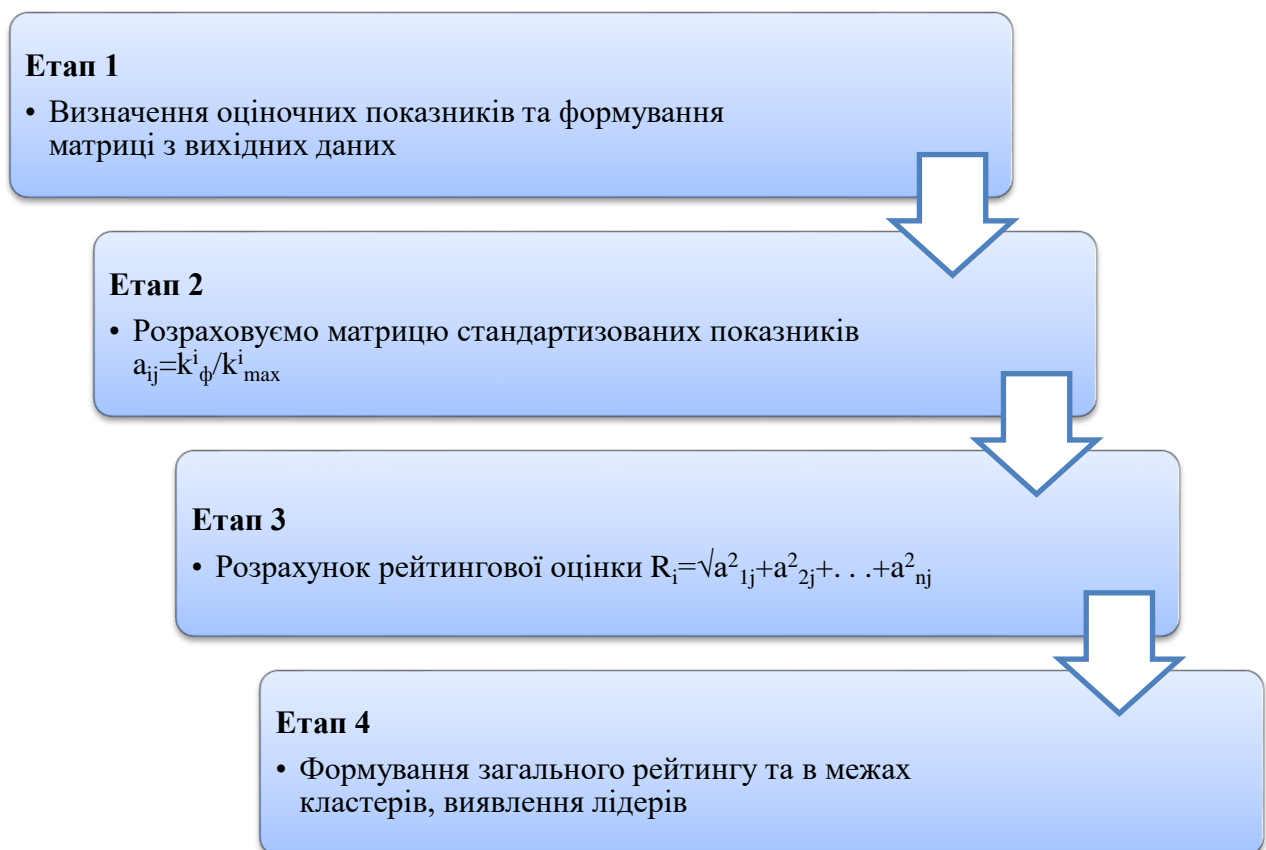 Етап 1
• Визначення оціночних показників та формування
матриці з вихідних даних
Етап 2
• Розраховуємо матрицю стандартизованих показників
aᵢⱼ=kⁱ_ф/kⁱₘₐₓ
Етап 3
• Розрахунок рейтингової оцінки Rᵢ=√a²₁ⱼ+a²₂ⱼ+. . .+a²ₙⱼ
Етап 4
• Формування загального рейтингу та в межах
кластерів, виявлення лідерів